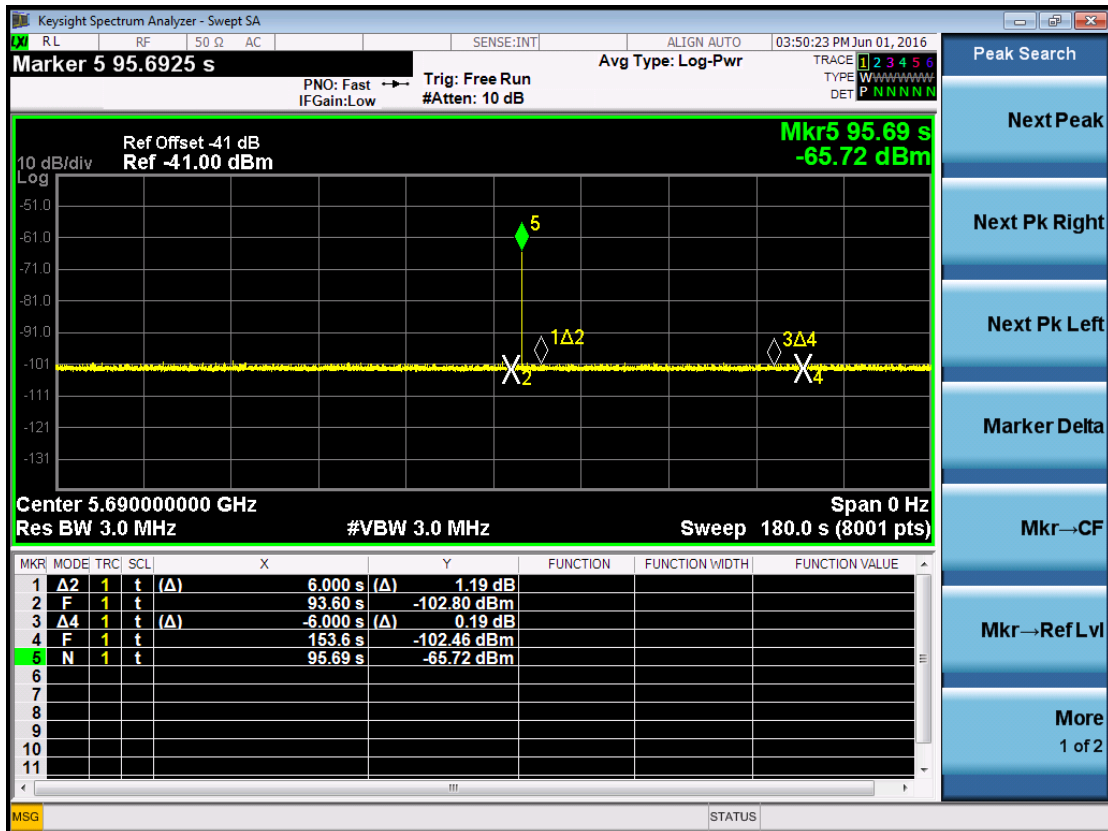 Keysight Spectrum Analyzer - Swept SA
LXI RL RF 50 Ω AC SENSE:INT ALIGN AUTO 03:50:23 PM Jun 01, 2016
Marker 5 95.6925 s
PNO: Fast
IFGain:Low
Trig: Free Run
#Atten: 10 dB
Avg Type: Log-Pwr
TRACE 1 2 3 4 5 6
TYPE WWWWWW
DET P N N N N N
Peak Search
Next Peak
Next Pk Right
Next Pk Left
Marker Delta
Mkr→CF
Mkr→Ref Lvl
More
1 of 2
10 dB/div
Log
Ref Offset -41 dB
Ref -41.00 dBm
Mkr5 95.69 s
-65.72 dBm
-51.0
-61.0
-71.0
-81.0
-91.0
-101
-111
-121
-131
5
1Δ2
2
3Δ4
4
Center 5.690000000 GHz Span 0 Hz
Res BW 3.0 MHz #VBW 3.0 MHz Sweep 180.0 s (8001 pts)
MKR MODE TRC SCL X Y FUNCTION FUNCTION WIDTH FUNCTION VALUE
1 Δ2 1 t (Δ) 6.000 s (Δ) 1.19 dB
2 F 1 t 93.60 s -102.80 dBm
3 Δ4 1 t (Δ) -6.000 s (Δ) 0.19 dB
4 F 1 t 153.6 s -102.46 dBm
5 N 1 t 95.69 s -65.72 dBm
6
7
8
9
10
11
MSG STATUS